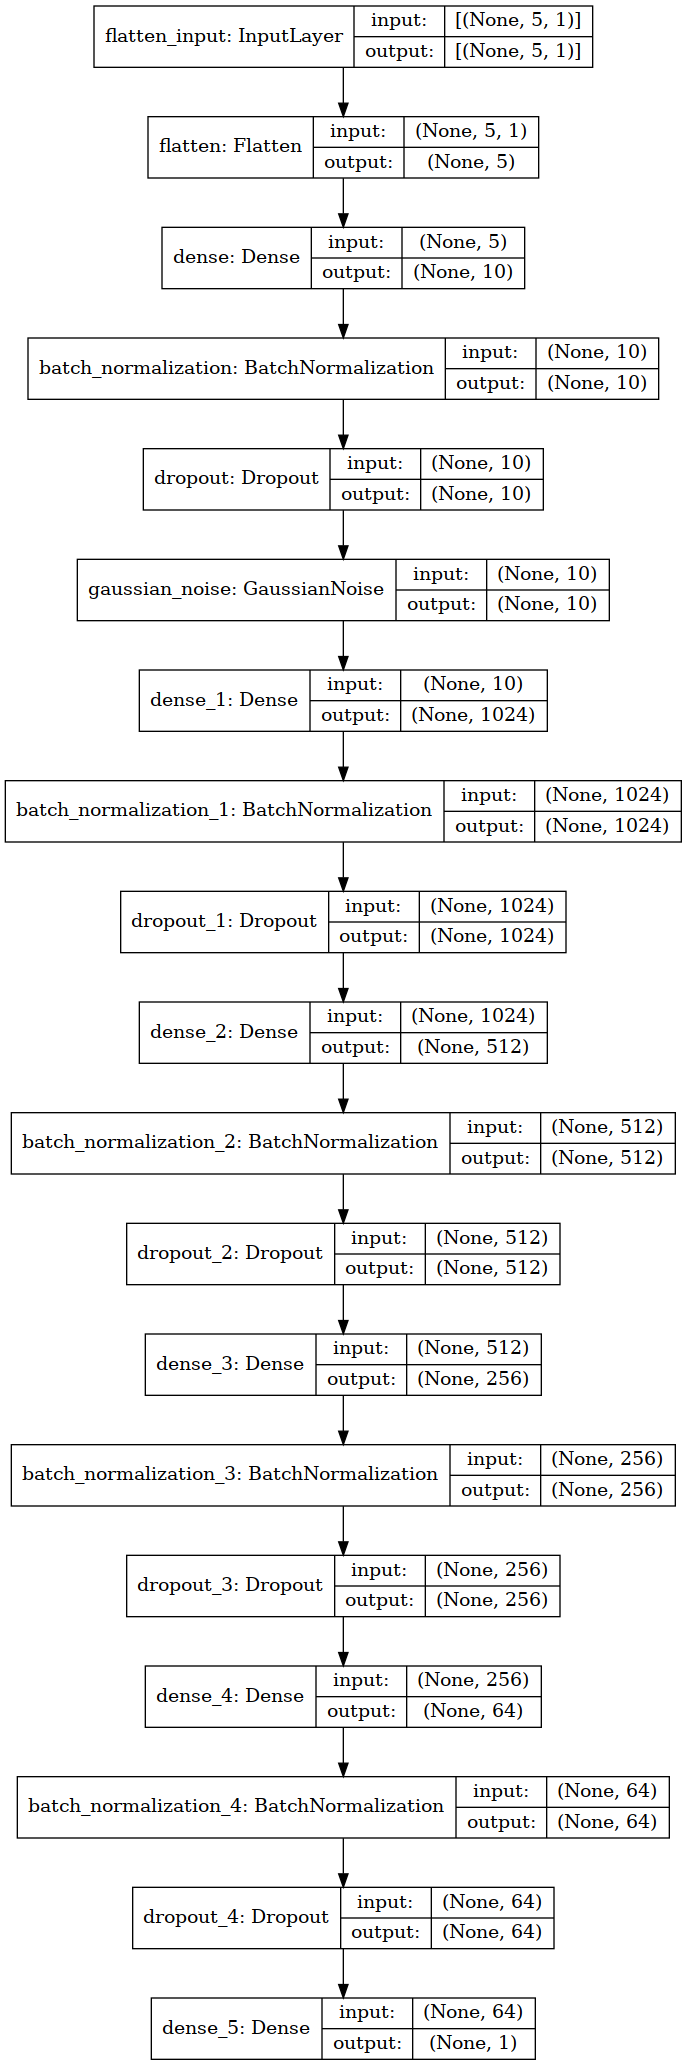 flatten_input: InputLayer
input: [(None, 5, 1)]
output: [(None, 5, 1)]
flatten: Flatten
input: (None, 5, 1)
output: (None, 5)
dense: Dense
input: (None, 5)
output: (None, 10)
batch_normalization: BatchNormalization
input: (None, 10)
output: (None, 10)
dropout: Dropout
input: (None, 10)
output: (None, 10)
gaussian_noise: GaussianNoise
input: (None, 10)
output: (None, 10)
dense_1: Dense
input: (None, 10)
output: (None, 1024)
batch_normalization_1: BatchNormalization
input: (None, 1024)
output: (None, 1024)
dropout_1: Dropout
input: (None, 1024)
output: (None, 1024)
dense_2: Dense
input: (None, 1024)
output: (None, 512)
batch_normalization_2: BatchNormalization
input: (None, 512)
output: (None, 512)
dropout_2: Dropout
input: (None, 512)
output: (None, 512)
dense_3: Dense
input: (None, 512)
output: (None, 256)
batch_normalization_3: BatchNormalization
input: (None, 256)
output: (None, 256)
dropout_3: Dropout
input: (None, 256)
output: (None, 256)
dense_4: Dense
input: (None, 256)
output: (None, 64)
batch_normalization_4: BatchNormalization
input: (None, 64)
output: (None, 64)
dropout_4: Dropout
input: (None, 64)
output: (None, 64)
dense_5: Dense
input: (None, 64)
output: (None, 1)